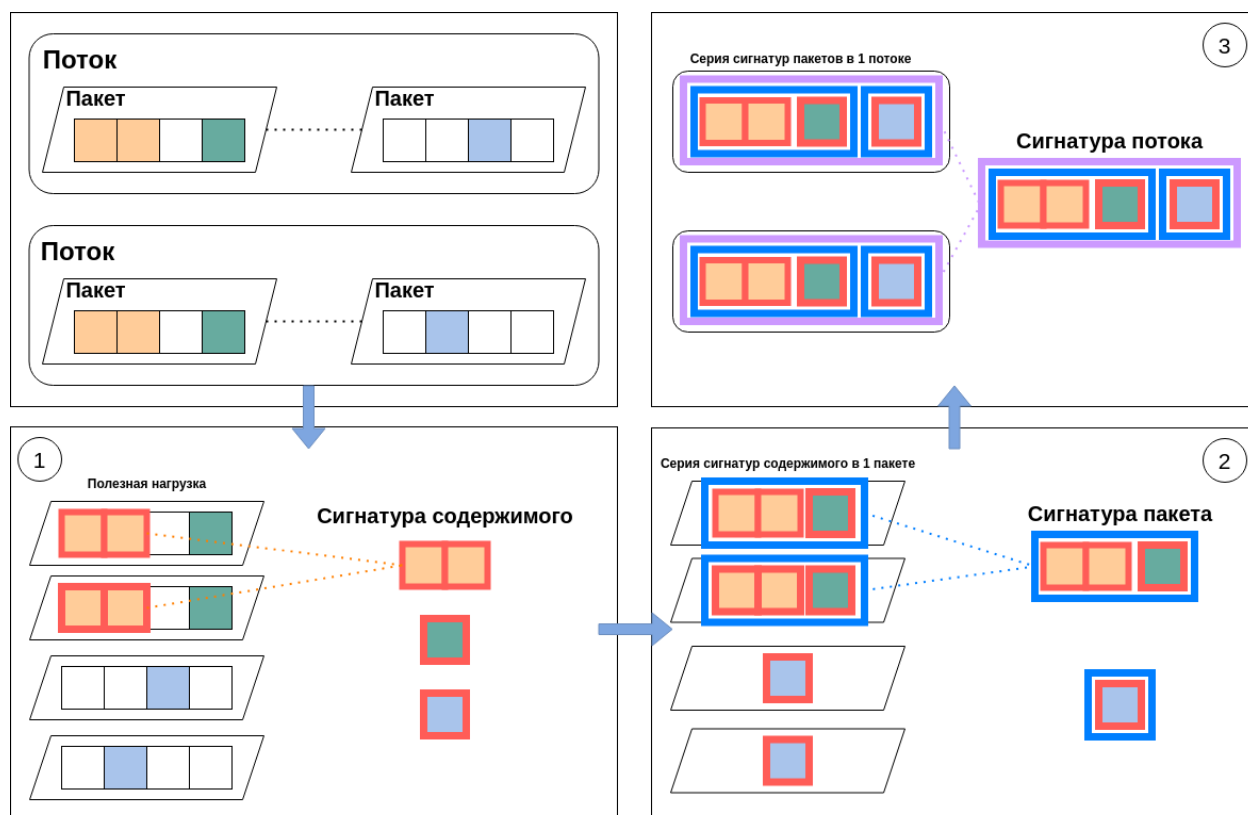 Поток
Пакет
Пакет
Поток
Пакет
Пакет
1
Полезная нагрузка
Сигнатура содержимого
2
Серия сигнатур содержимого в 1 пакете
Сигнатура пакета
3
Серия сигнатур пакетов в 1 потоке
Сигнатура потока